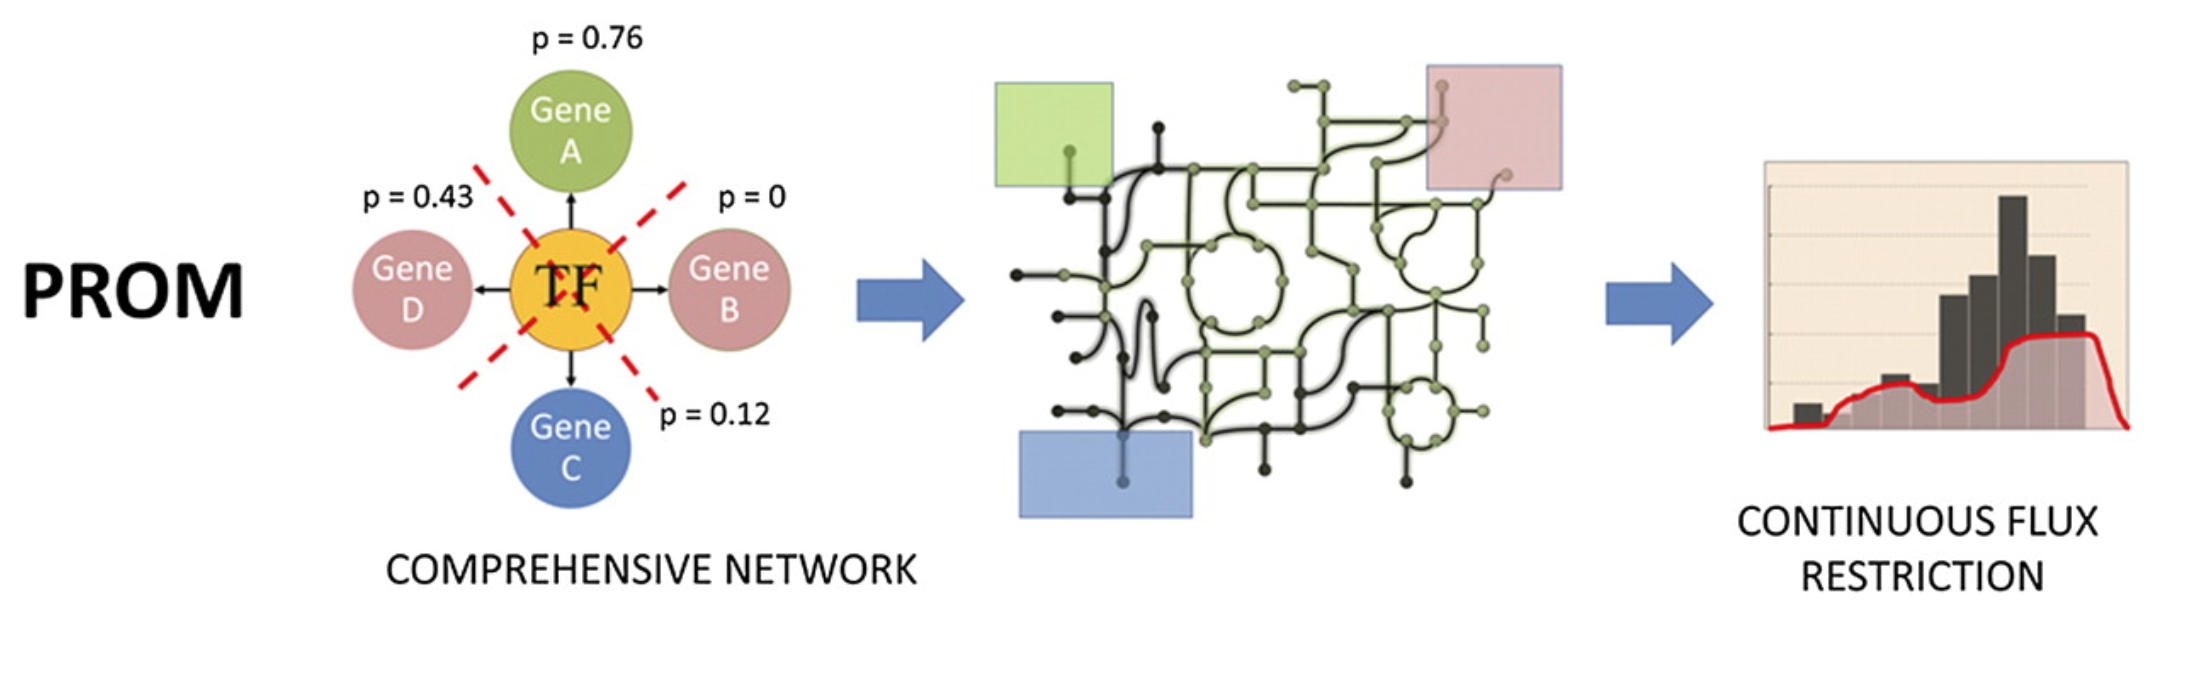 PROM
p = 0.76
Gene
A
p = 0.43
p = 0
Gene
D
TF
Gene
B
p = 0.12
Gene
C
COMPREHENSIVE NETWORK
CONTINUOUS FLUX
RESTRICTION